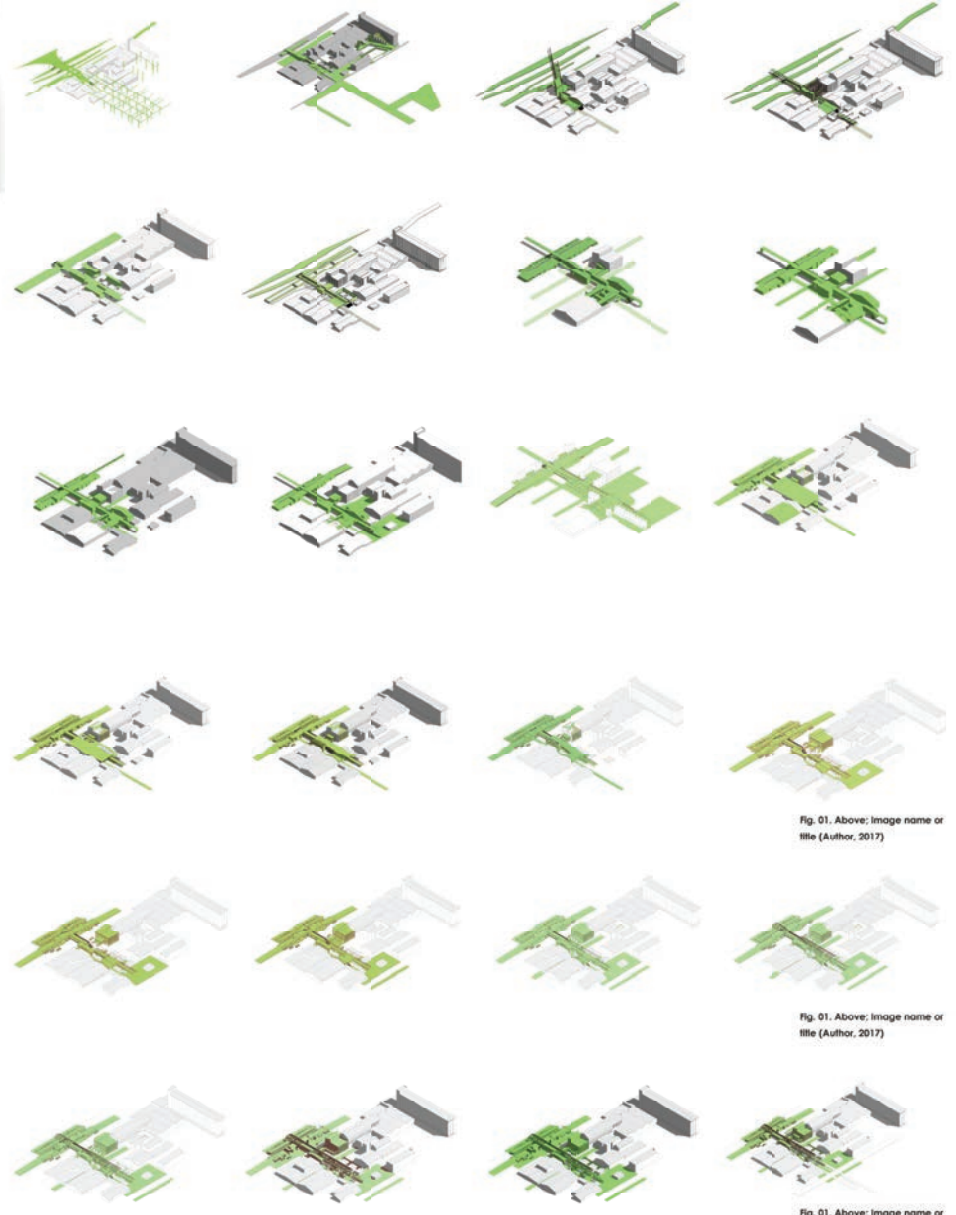 Fig. 01. Above; Image name or
title (Author, 2017)
Fig. 01. Above; Image name or
title (Author, 2017)
Fig. 01. Above; Image name or